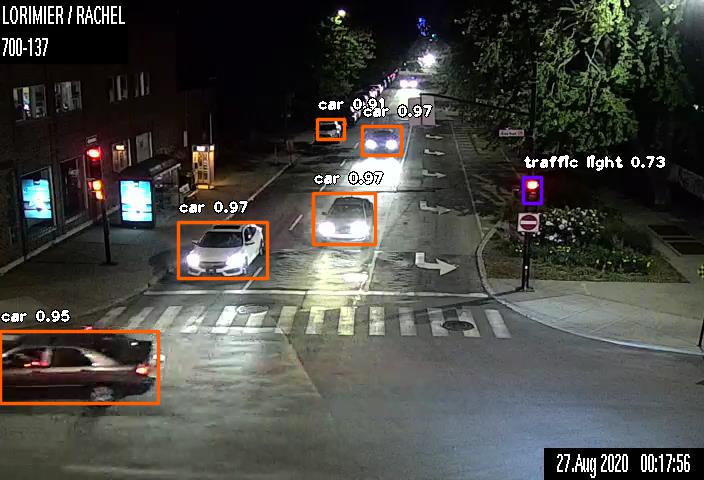 LORIMIER / RACHEL
700-137
car 0.91
car 0.97
traffic light 0.73
car 0.97
car 0.97
car 0.95
27.Aug 2020 00:17:56